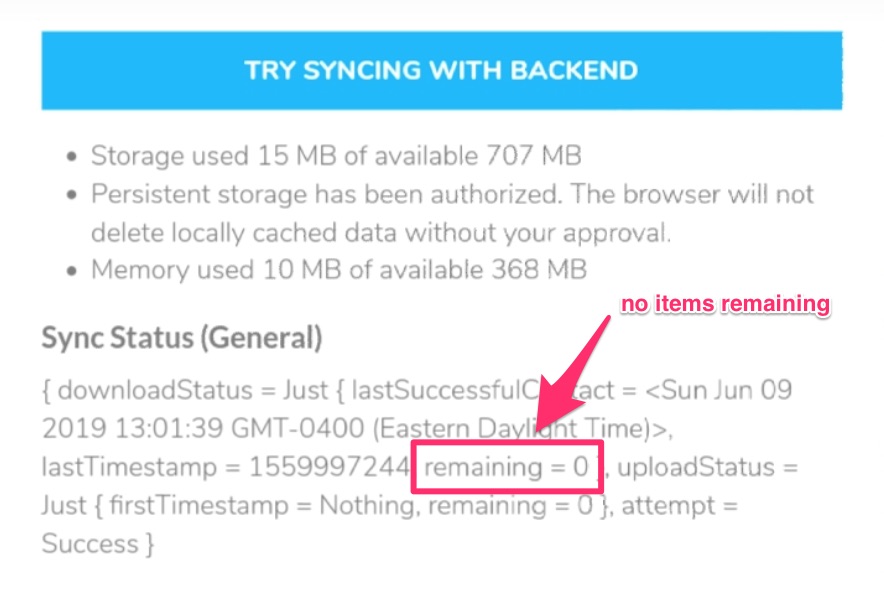 TRY SYNCING WITH BACKEND
• Storage used 15 MB of available 707 MB
• Persistent storage has been authorized. The browser will not
delete locally cached data without your approval.
• Memory used 10 MB of available 368 MB
no items remaining
Sync Status (General)
{ downloadStatus = Just { lastSuccessfulContact = <Sun Jun 09
2019 13:01:39 GMT-0400 (Eastern Daylight Time)>,
lastTimestamp = 1559997244, remaining = 0 }, uploadStatus =
Just { firstTimestamp = Nothing, remaining = 0 }, attempt =
Success }